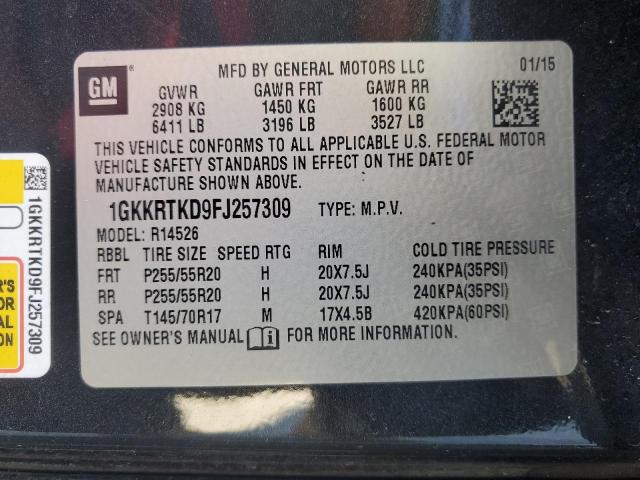 GM
MFD BY GENERAL MOTORS LLC 01/15
GVWR GAWR FRT GAWR RR
2908 KG 1450 KG 1600 KG
6411 LB 3196 LB 3527 LB
THIS VEHICLE CONFORMS TO ALL APPLICABLE U.S. FEDERAL MOTOR
VEHICLE SAFETY STANDARDS IN EFFECT ON THE DATE OF
MANUFACTURE SHOWN ABOVE.
1GKKRTKD9FJ257309 TYPE: M.P.V.
MODEL: R14526
RBBL TIRE SIZE SPEED RTG RIM COLD TIRE PRESSURE
FRT P255/55R20 H 20X7.5J 240KPA(35PSI)
RR P255/55R20 H 20X7.5J 240KPA(35PSI)
SPA T145/70R17 M 17X4.5B 420KPA(60PSI)
SEE OWNER'S MANUAL i FOR MORE INFORMATION.
1GKKRTKD9FJ257309